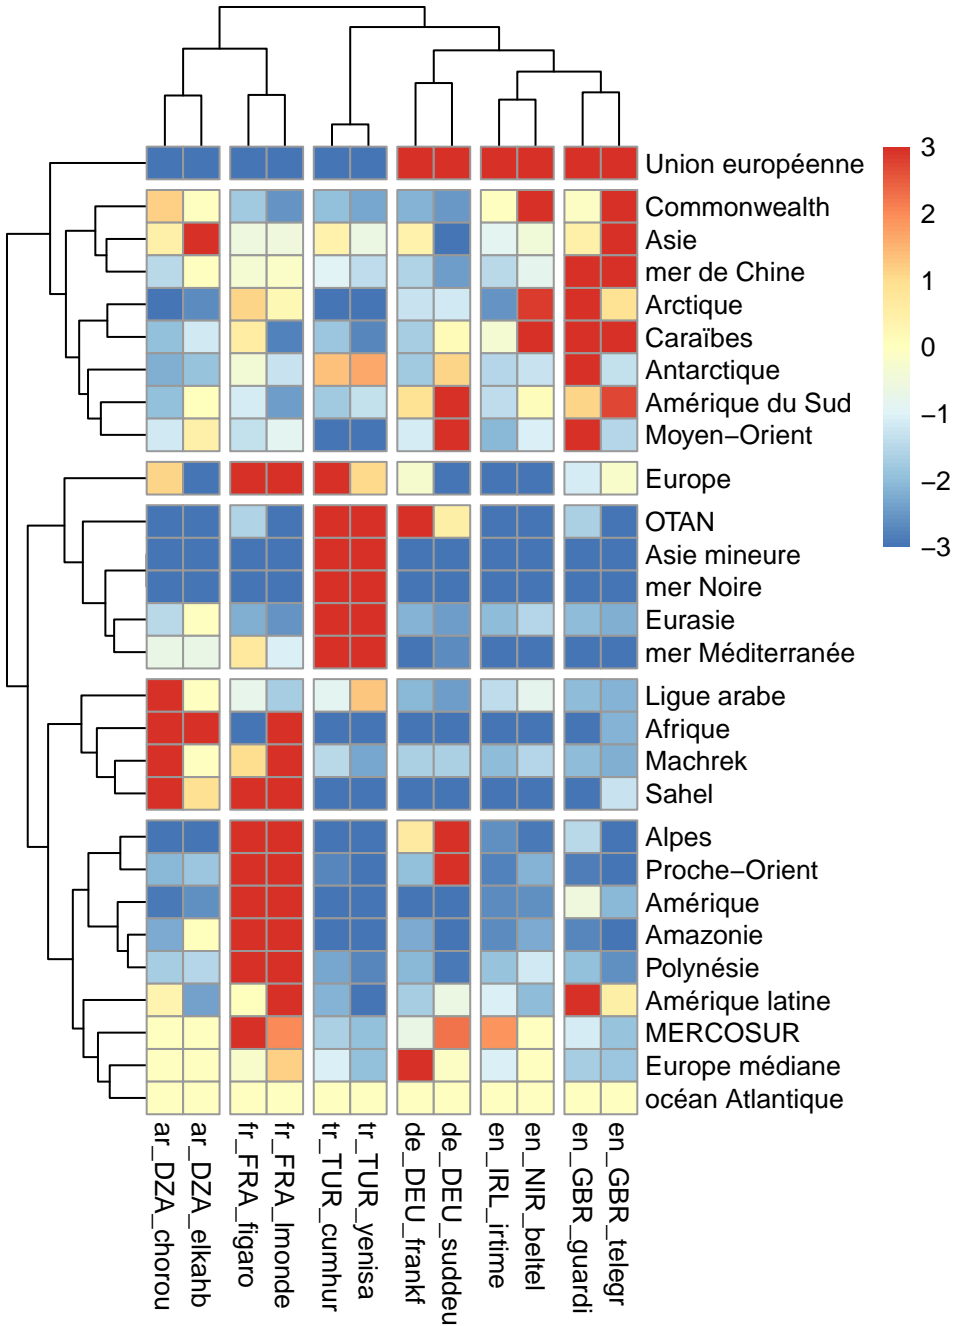 Union européenne
Commonwealth
Asie
mer de Chine
Arctique
Caraïbes
Antarctique
Amérique du Sud
Moyen−Orient
Europe
OTAN
Asie mineure
mer Noire
Eurasie
mer Méditerranée
Ligue arabe
Afrique
Machrek
Sahel
Alpes
Proche−Orient
Amérique
Amazonie
Polynésie
Amérique latine
MERCOSUR
Europe médiane
océan Atlantique
3
2
1
0
−1
−2
−3
ar_DZA_chorou
ar_DZA_elkahb
fr_FRA_figaro
fr_FRA_lmonde
tr_TUR_cumhur
tr_TUR_yenisa
de_DEU_frankf
de_DEU_suddeu
en_IRL_irtime
en_NIR_beltel
en_GBR_guardi
en_GBR_telegr